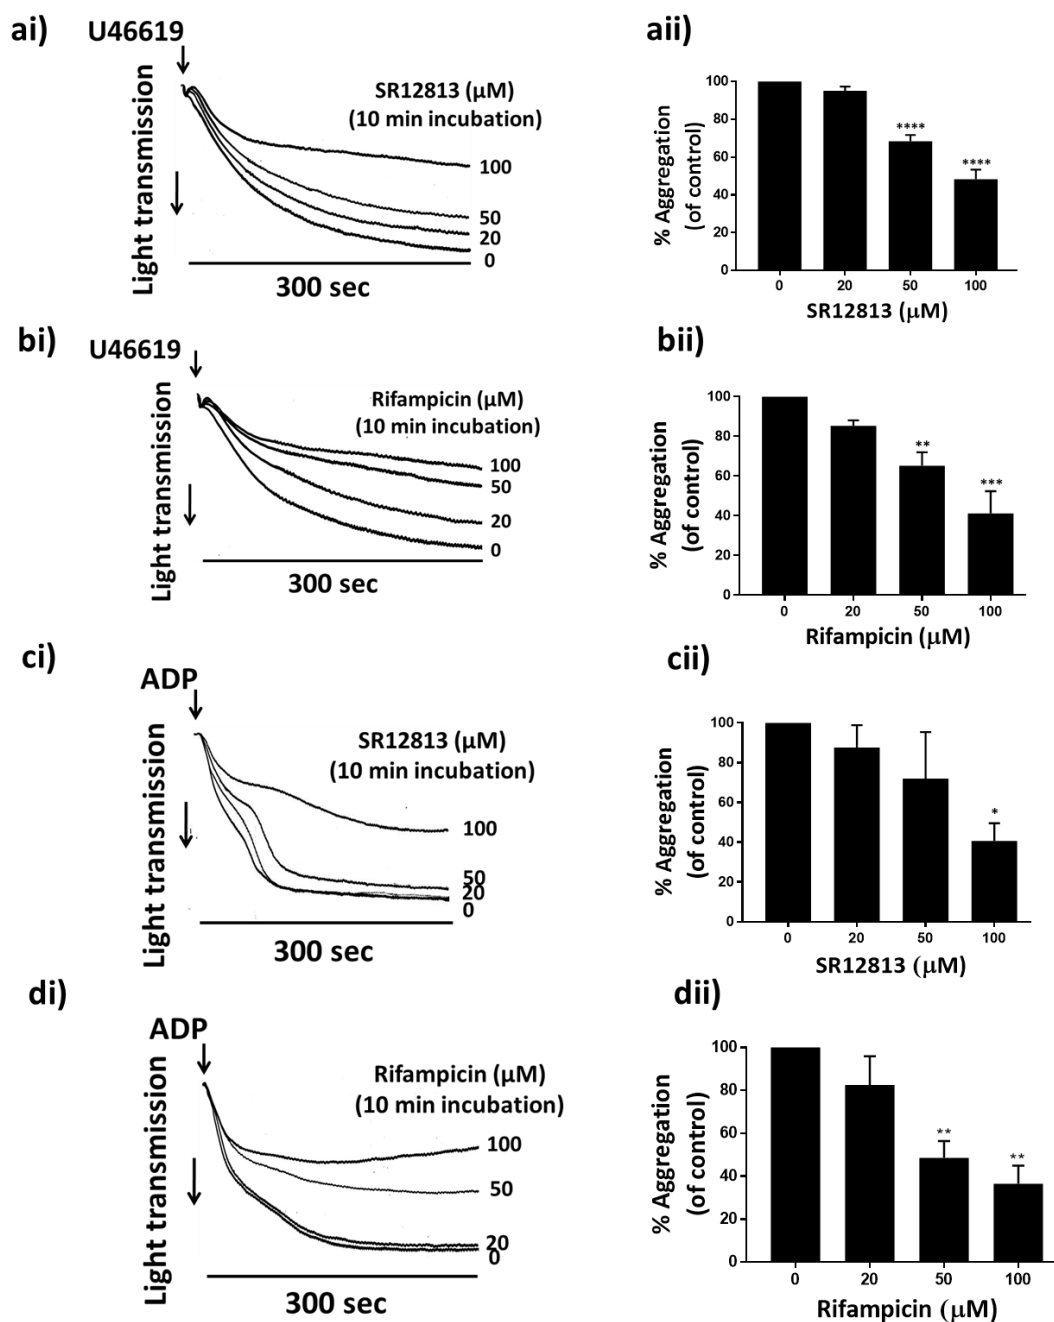 ai)
U46619
Light transmission
SR12813 (µM)
(10 min incubation)
100
50
20
0
300 sec
aii)
% Aggregation
(of control)
100
80
60
40
20
0
****
****
0 20 50 100
SR12813 (µM)
bi)
U46619
Light transmission
Rifampicin (µM)
(10 min incubation)
100
50
20
0
300 sec
bii)
% Aggregation
(of control)
100
80
60
40
20
0
**
***
0 20 50 100
Rifampicin (µM)
ci)
ADP
Light transmission
SR12813 (µM)
(10 min incubation)
100
50
20
0
300 sec
cii)
% Aggregation
(of control)
100
80
60
40
20
0
*
0 20 50 100
SR12813 (µM)
di)
ADP
Light transmission
Rifampicin (µM)
(10 min incubation)
100
50
20
0
300 sec
dii)
% Aggregation
(of control)
100
80
60
40
20
0
**
**
0 20 50 100
Rifampicin (µM)